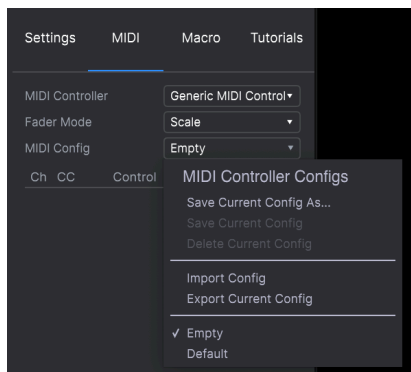 Settings MIDI Macro Tutorials
MIDI Controller Generic MIDI Control▾
Fader Mode Scale ▾
MIDI Config Empty ▾
Ch CC Control
MIDI Controller Configs
Save Current Config As...
Save Current Config
Delete Current Config
Import Config
Export Current Config
✓ Empty
Default